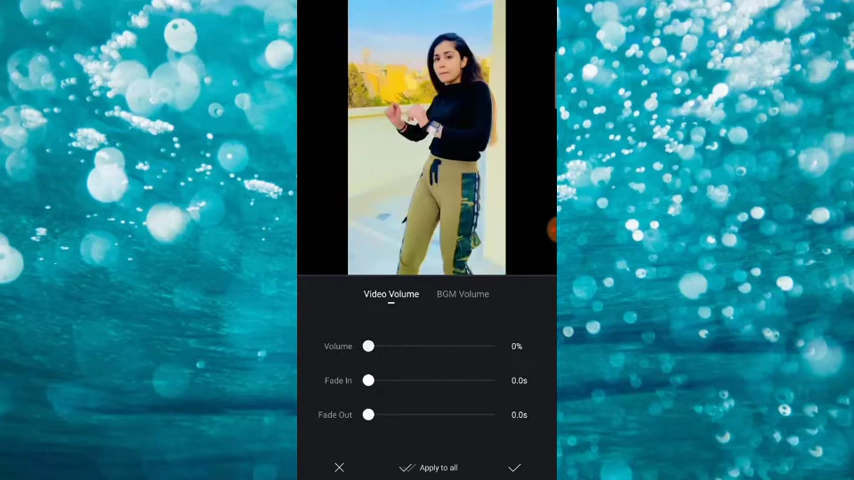 Video Volume BGM Volume
Volume 0%
Fade In 0.0s
Fade Out 0.0s
Apply to all